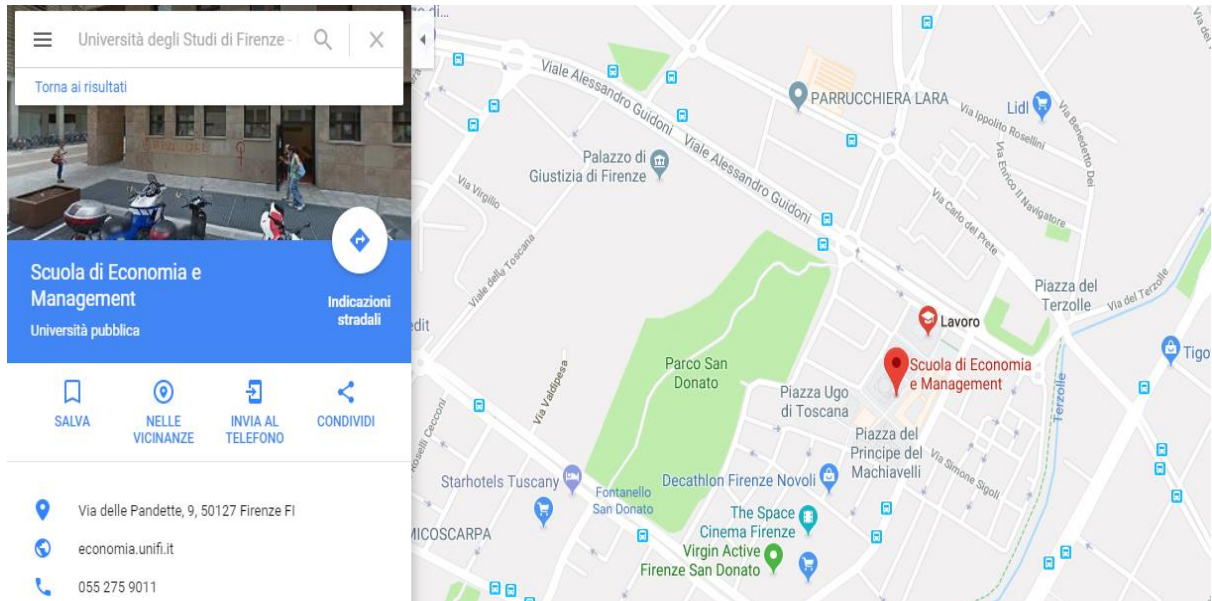 Università degli Studi di Firenze -
Torna ai risultati
Scuola di Economia e
Management
Università pubblica
Indicazioni
stradali
SALVA
NELLE
VICINANZE
INVIA AL
TELEFONO
CONDIVIDI
Via delle Pandette, 9, 50127 Firenze FI
economia.unifi.it
055 275 9011
Viale Alessandro Guidoni
Viale Alessandro Guidoni
PARRUCCHIERA LARA
Via Ippolito Rosellini
Lidl
Via Benedetto Dei
Via Enrico Il Navigatore
Palazzo di
Giustizia di Firenze
Via Virgilio
Viale della Toscana
Via Carlo del Prete
Piazza del
Terzolle
Via del Terzolle
Lavoro
Scuola di Economia
e Management
Tigo
Terzolle
Parco San
Donato
Piazza Ugo
di Toscana
Piazza del
Principe del
Machiavelli
Via Simone Sigoli
Via Valdipesa
Roselli Cecconi
edit
Starhotels Tuscany
Fontanello
San Donato
Decathlon Firenze Novoli
The Space
Cinema Firenze
Virgin Active
Firenze San Donato
MICOSCARPA